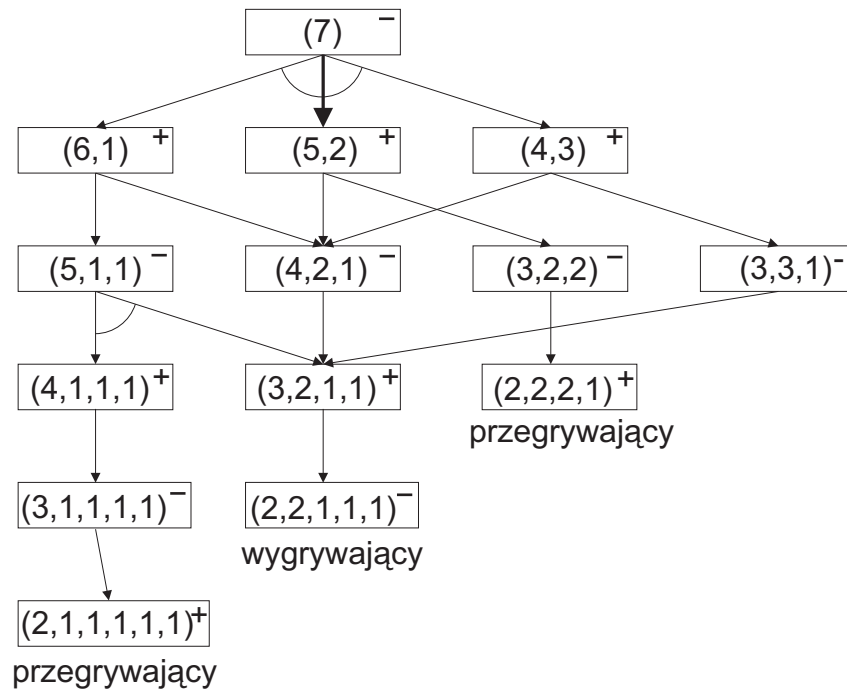 (7) –
(6,1) + (5,2) + (4,3) +
(5,1,1) – (4,2,1) – (3,2,2) – (3,3,1) -
(4,1,1,1) + (3,2,1,1) + (2,2,2,1) +
przegrywający
(3,1,1,1,1) – (2,2,1,1,1) –
wygrywający
(2,1,1,1,1,1) +
przegrywający